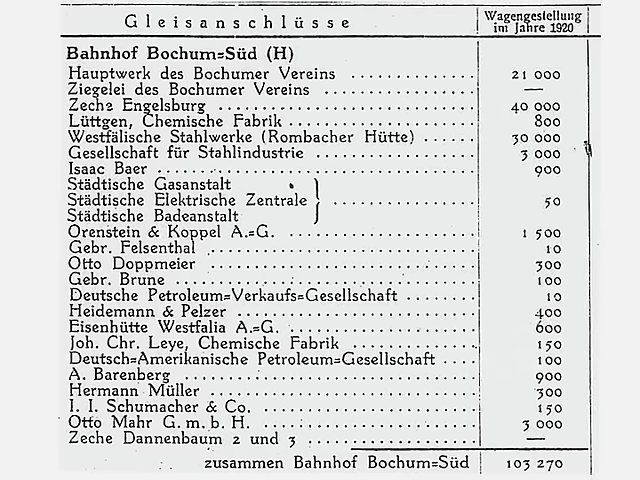 Gleisanschlüsse Wagengestellung
im Jahre 1920
Bahnhof Bochum=Süd (H)
Hauptwerk des Bochumer Vereins 21 000
Ziegelei des Bochumer Vereins —
Zeche Engelsburg 40 000
Lüttgen, Chemische Fabrik 800
Westfälische Stahlwerke (Rombacher Hütte) 30 000
Gesellschaft für Stahlindustrie 3 000
Isaac Baer 900
Städtische Gasanstalt
Städtische Elektrische Zentrale 50
Städtische Badeanstalt
Orenstein & Koppel A.=G. 1 500
Gebr. Felsenthal 10
Otto Doppmeier 300
Gebr. Brune 100
Deutsche Petroleum=Verkaufs=Gesellschaft 10
Heidemann & Pelzer 400
Eisenhütte Westfalia A.=G. 600
Joh. Chr. Leye, Chemische Fabrik 150
Deutsch=Amerikanische Petroleum=Gesellschaft 100
A. Barenberg 900
Hermann Müller 300
I. I. Schumacher & Co. 150
Otto Mahr G. m. b. H. 3 000
Zeche Dannenbaum 2 und 3 —
zusammen Bahnhof Bochum=Süd 103 270